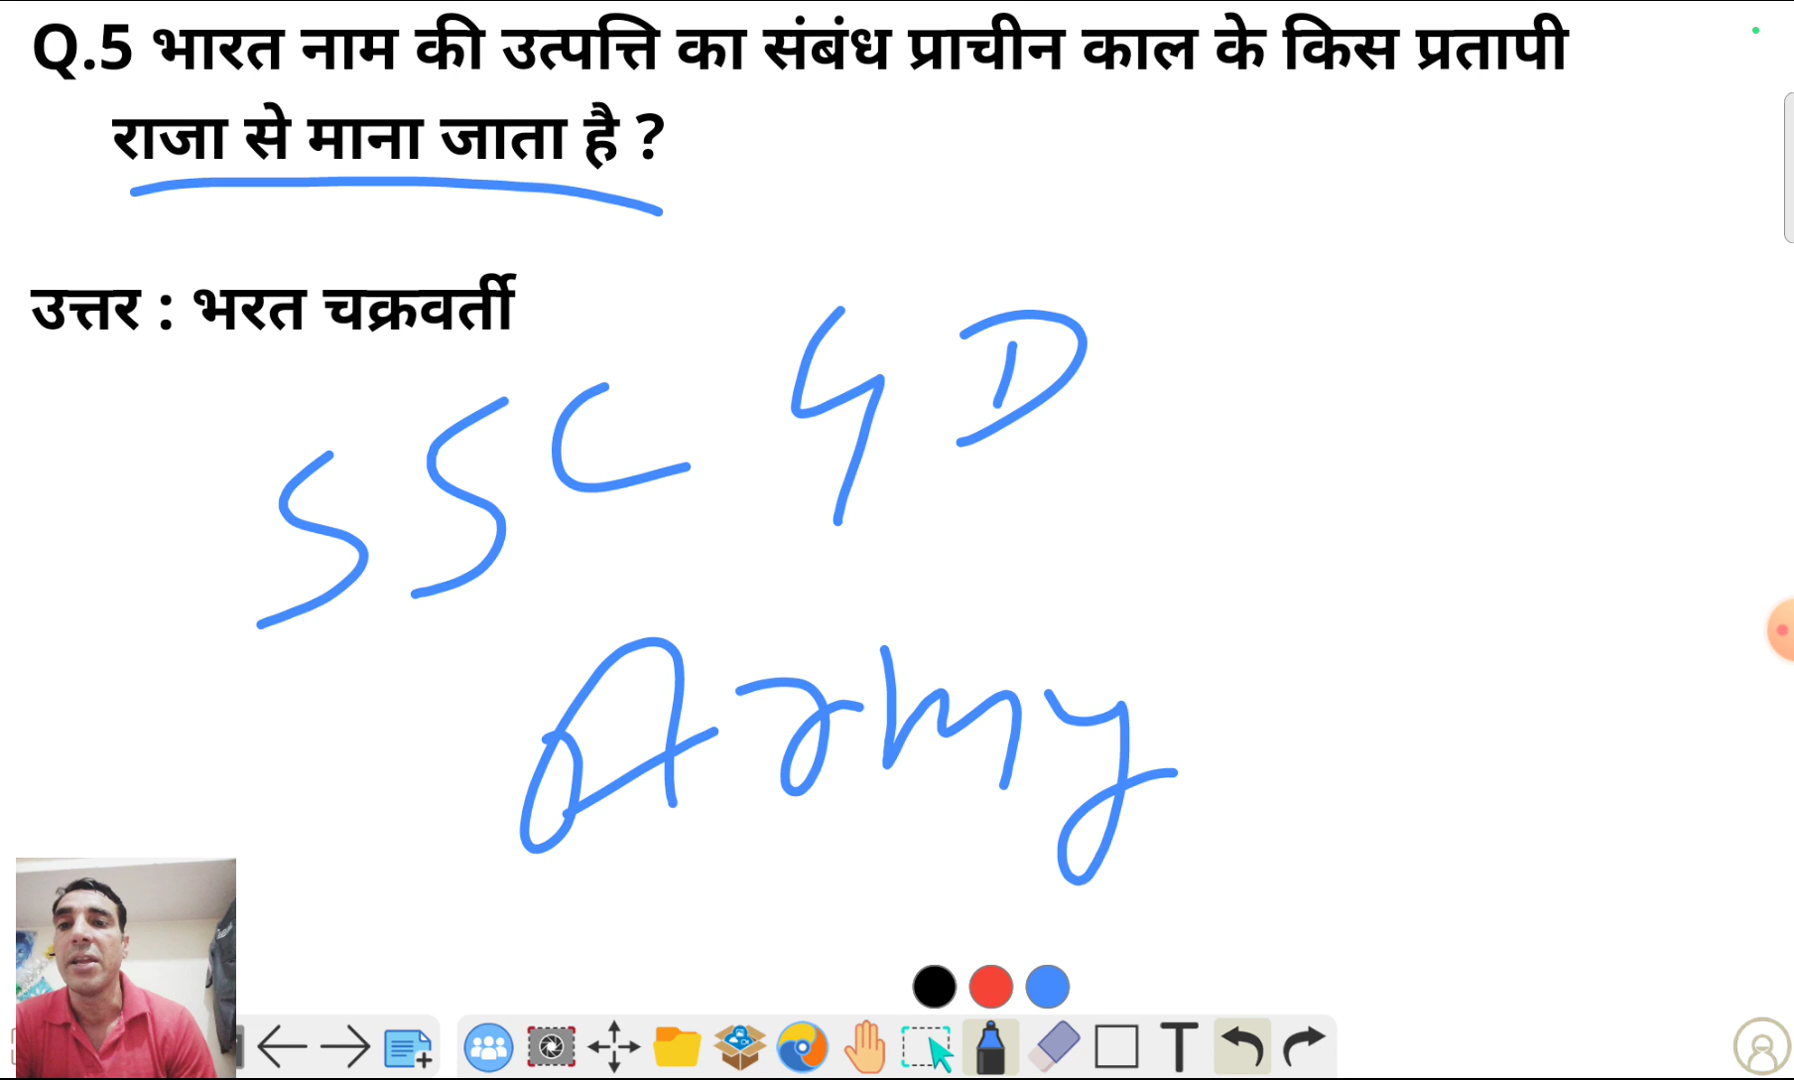 Q.5 भारत नाम की उत्पत्ति का संबंध प्राचीन काल के किस प्रतापी
राजा से माना जाता है ?
उत्तर : भरत चक्रवर्ती
SSC GD
Army
T